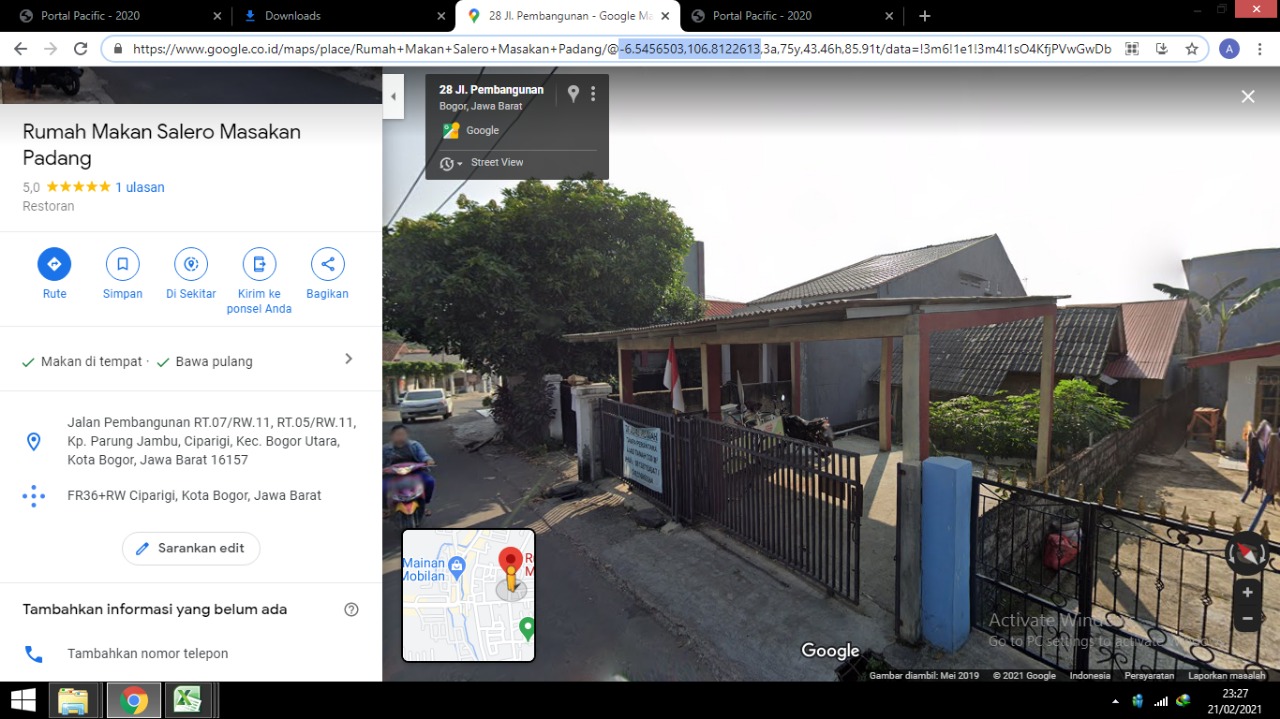 Portal Pacific - 2020
Downloads
28 Jl. Pembangunan - Google Ma
Portal Pacific - 2020
https://www.google.co.id/maps/place/Rumah+Makan+Salero+Masakan+Padang/@-6.5456503,106.8122613,3a,75y,43.46h,85.91t/data=!3m6!1e1!3m4!1sO4KfjPVwGwDb
A
28 Jl. Pembangunan
Bogor, Jawa Barat
Google
Street View
Rumah Makan Salero Masakan
Padang
5,0 1 ulasan
Restoran
Rute
Simpan
Di Sekitar
Kirim ke
ponsel Anda
Bagikan
Makan di tempat · Bawa pulang
Jalan Pembangunan RT.07/RW.11, RT.05/RW.11,
Kp. Parung Jambu, Ciparigi, Kec. Bogor Utara,
Kota Bogor, Jawa Barat 16157
FR36+RW Ciparigi, Kota Bogor, Jawa Barat
Sarankan edit
Tambahkan informasi yang belum ada
Tambahkan nomor telepon
Mainan
Mobilan
Google
Activate Windows
Go to PC settings to activate
Gambar diambil: Mei 2019 © 2021 Google Indonesia Persyaratan Laporkan masalah
23:27
21/02/2021